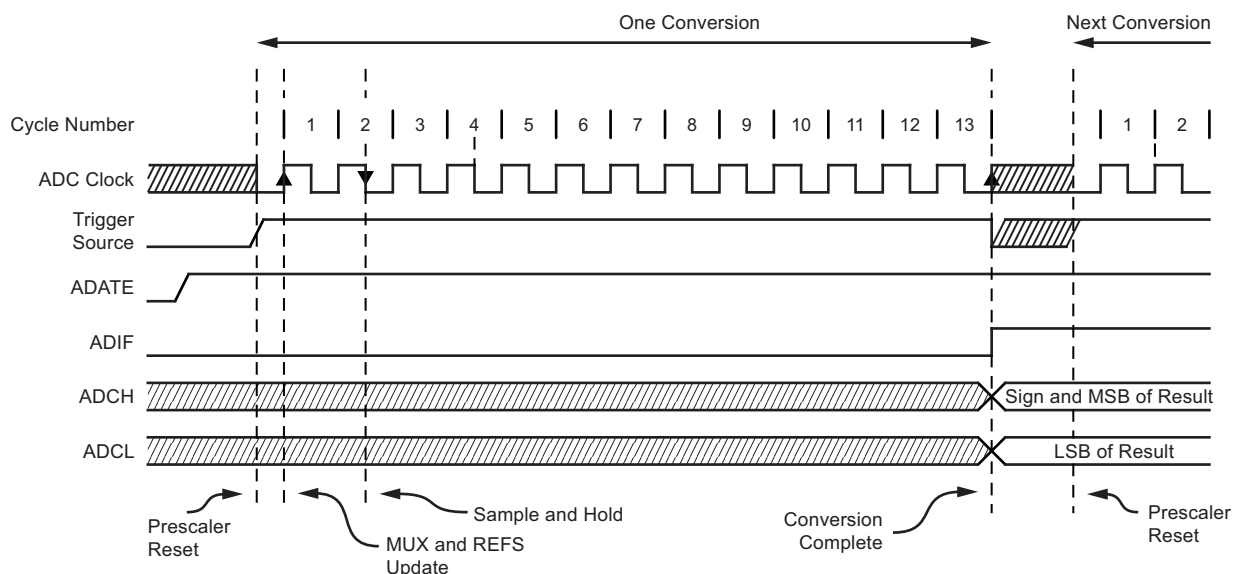 One Conversion
Next Conversion
Cycle Number
1 2 3 4 5 6 7 8 9 10 11 12 13 1 2
ADC Clock
Trigger
Source
ADATE
ADIF
ADCH
Sign and MSB of Result
ADCL
LSB of Result
Prescaler
Reset
MUX and REFS
Update
Sample and Hold
Conversion
Complete
Prescaler
Reset